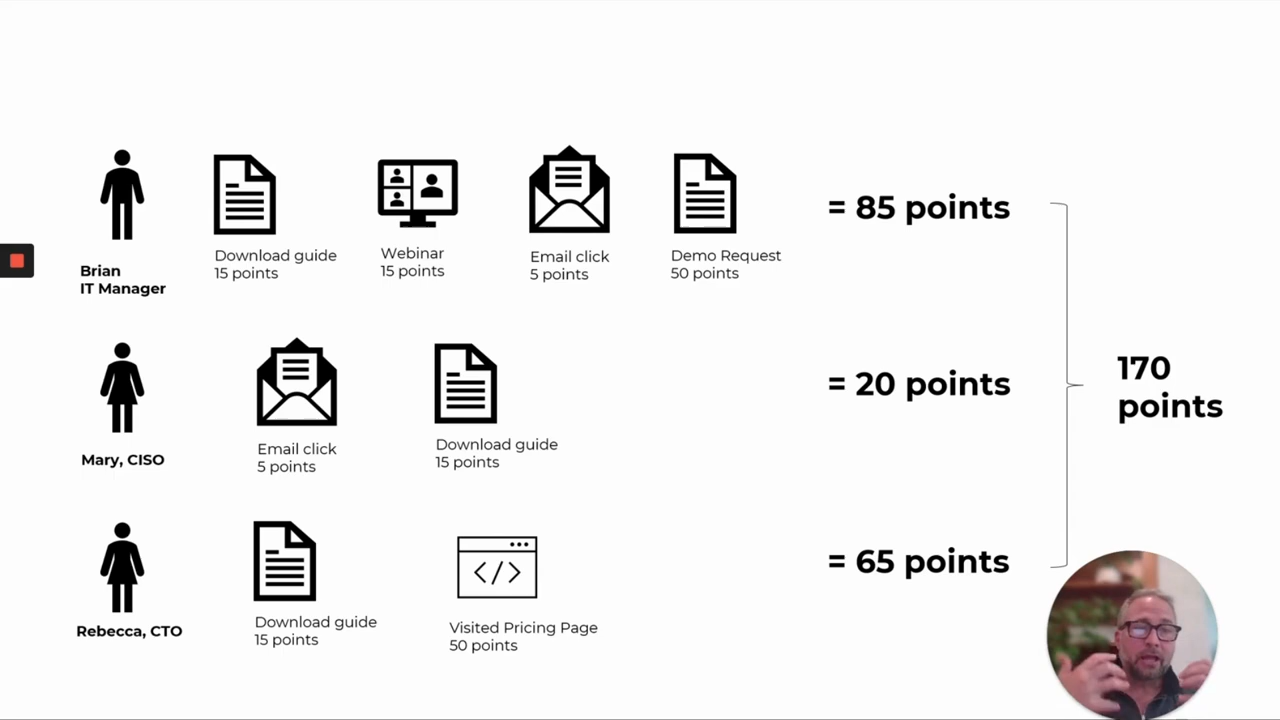 Brian
IT Manager
Download guide
15 points
Webinar
15 points
Email click
5 points
Demo Request
50 points
= 85 points
Mary, CISO
Email click
5 points
Download guide
15 points
= 20 points
170
points
Rebecca, CTO
Download guide
15 points
</>
Visited Pricing Page
50 points
= 65 points